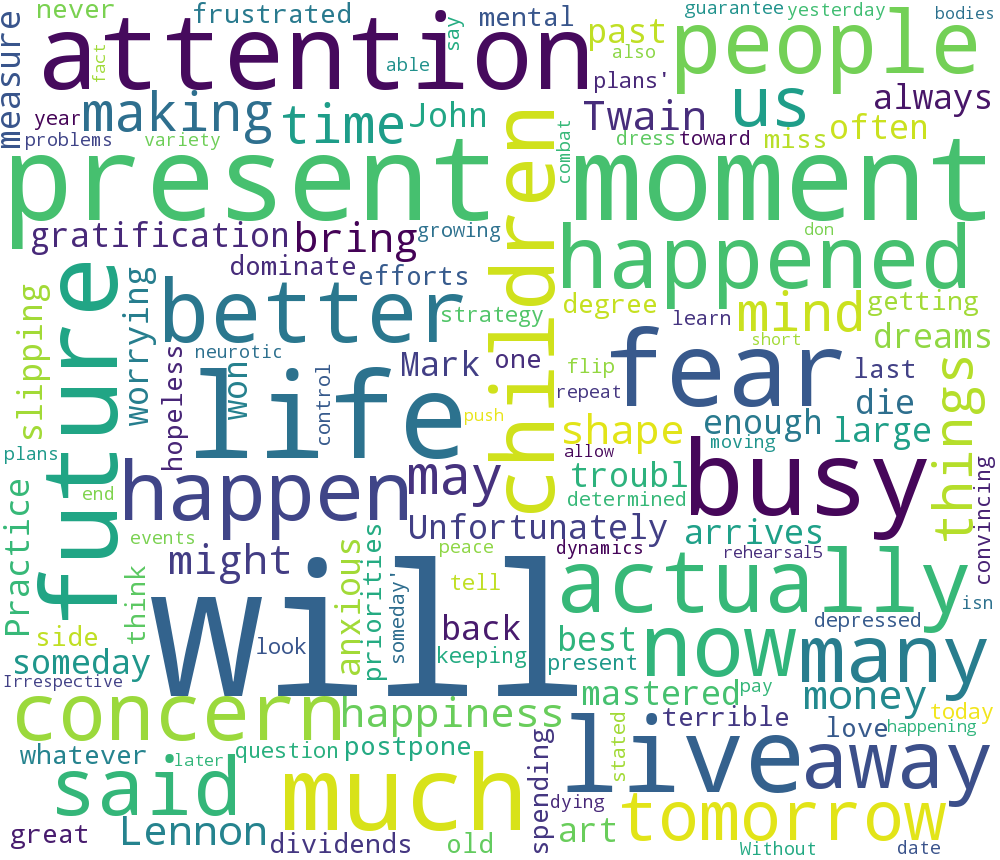 never
frustrated
say
mental
past
guarantee
yesterday
bodies
measure
fact
attention
able
also
people
plans'
year
making
time
John
Twain
us
always
problems
variety
children
combat
dress
toward
miss
often
present
moment
gratification
bring
growing
don
happened
dominate
efforts
future
slipping
worrying
better
strategy
degree
mind
getting
learn
dreams
hopeless
neurotic
won
control
Mark
one
flip
fear
short
last
life
push
repeat
die
things
plans
allow
shape
enough
moving
large
Practice
end
happen
may
troubl
determined
busy
convincing
events
Unfortunately
arrives
might
anxious
priorities
peace
dynamics
rehearsal5
think
will
someday'
tell
actually
isn
side
look
back
best
now
depressed
someday
keeping
present
many
Irrespective
mastered
pay
money
concern
happiness
live
stated
terrible
love
today
happening
whatever
later
question
postpone
spending
away
said
much
dying
tomorrow
great
Lennon
dividends
old
art
Without
date